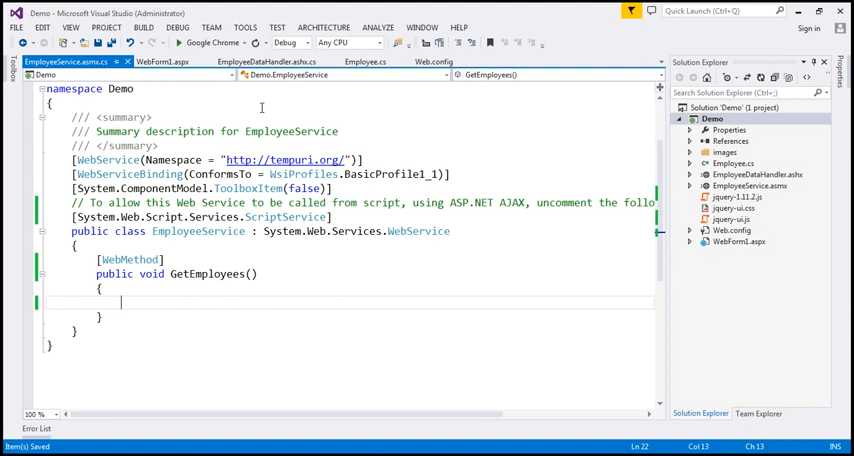 Demo - Microsoft Visual Studio (Administrator)
Quick Launch (Ctrl+Q)
FILE EDIT VIEW PROJECT BUILD DEBUG TEAM TOOLS TEST ARCHITECTURE ANALYZE WINDOW HELP
Sign in
Google Chrome Debug Any CPU
EmployeeService.asmx.cs WebForm1.aspx EmployeeDataHandler.ashx.cs Employee.cs Web.config
Demo Demo.EmployeeService GetEmployees()
Toolbox
namespace Demo
{
/// <summary>
/// Summary description for EmployeeService
/// </summary>
[WebService(Namespace = "http://tempuri.org/")]
[WebServiceBinding(ConformsTo = WsiProfiles.BasicProfile1_1)]
[System.ComponentModel.ToolboxItem(false)]
// To allow this Web Service to be called from script, using ASP.NET AJAX, uncomment the follo
[System.Web.Script.Services.ScriptService]
public class EmployeeService : System.Web.Services.WebService
{
[WebMethod]
public void GetEmployees()
{
}
}
}
100 %
Error List
Item(s) Saved Ln 22 Col 13 Ch 13 INS
Solution Explorer
Search Solution Explorer (Ctrl+;)
Solution 'Demo' (1 project)
Demo
Properties
References
images
Employee.cs
EmployeeDataHandler.ashx
EmployeeService.asmx
jquery-1.11.2.js
jquery-ui.css
jquery-ui.js
Web.config
WebForm1.aspx
Solution Explorer Team Explorer
Properties